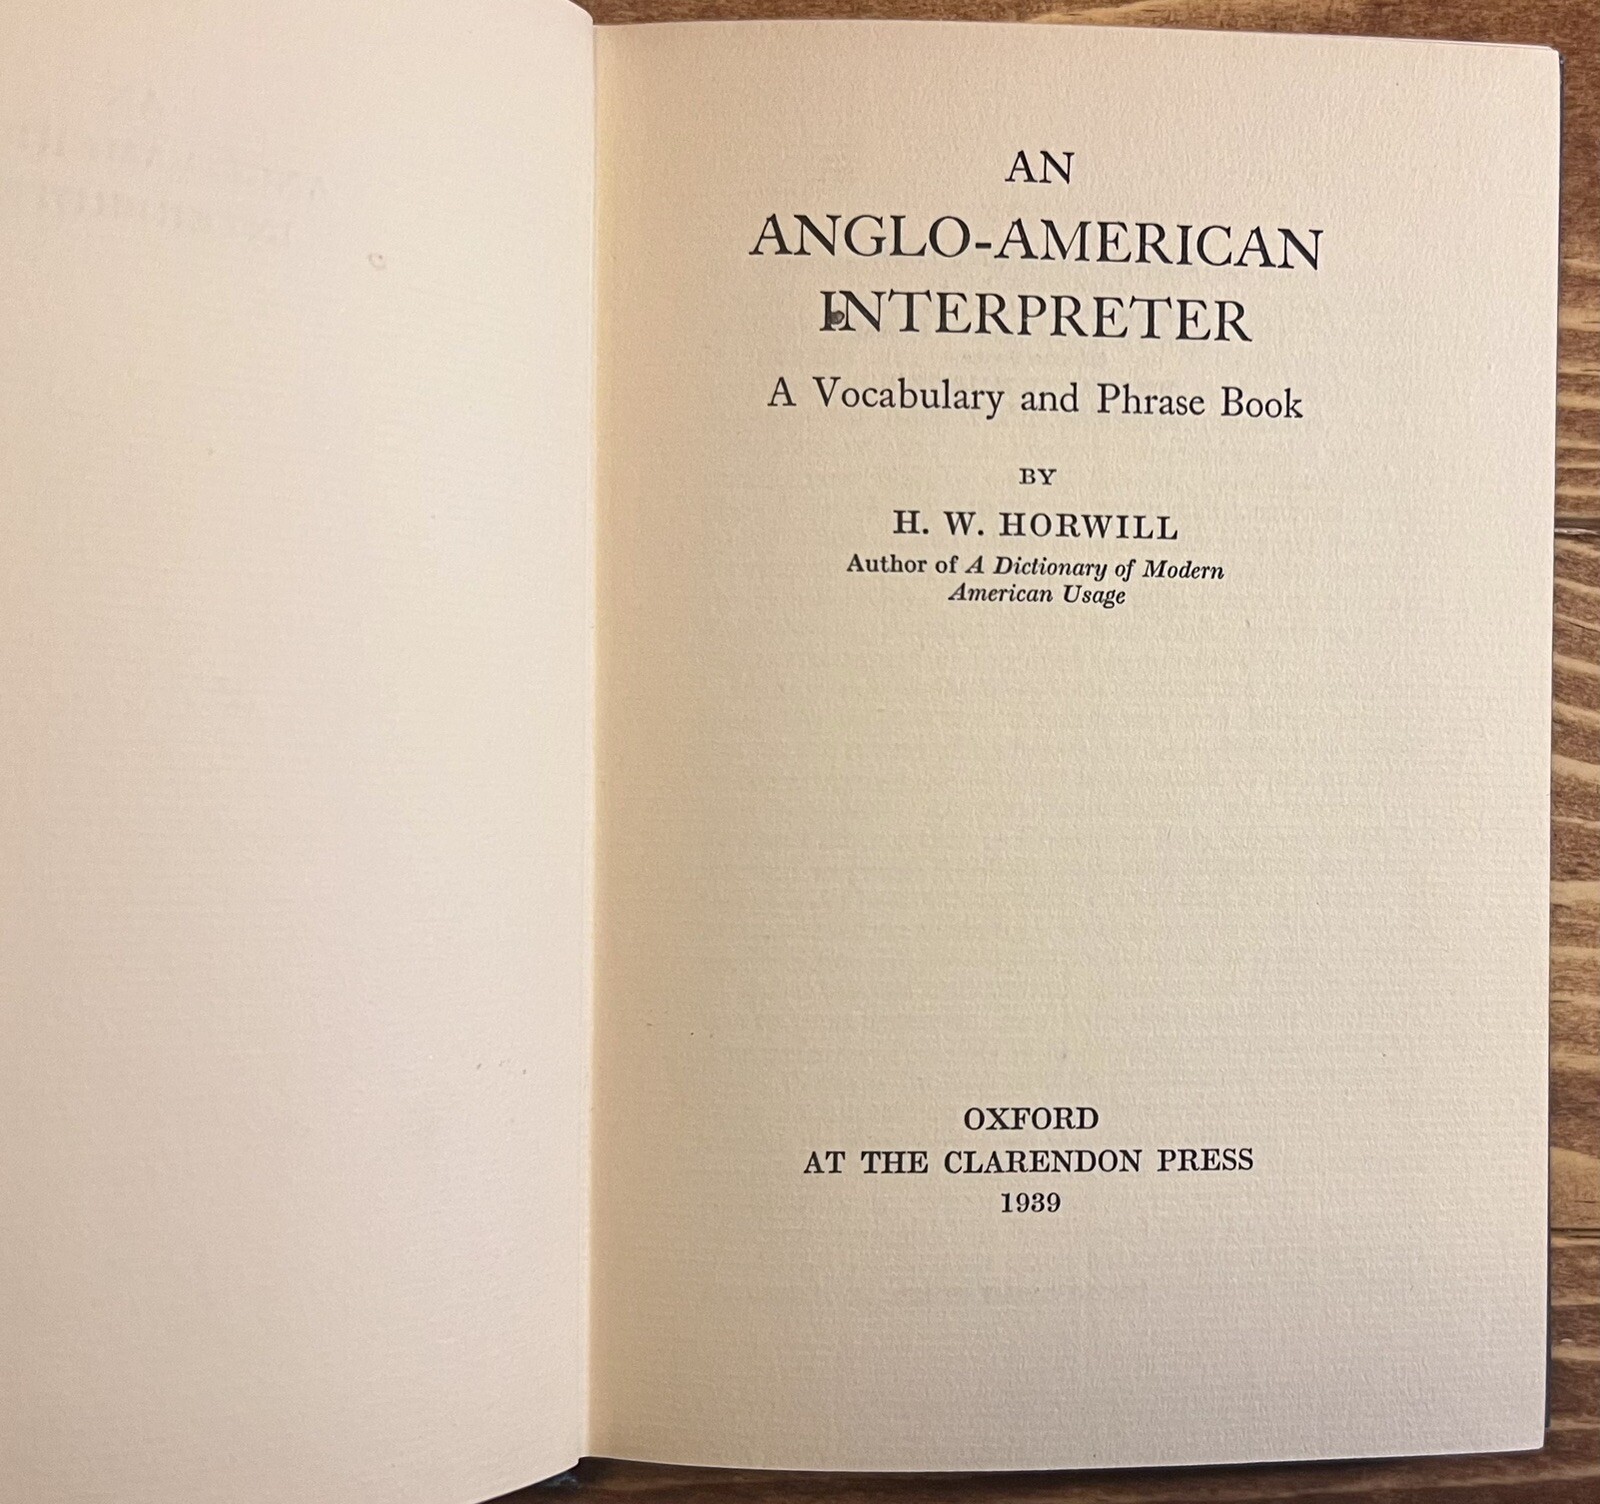 AN
ANGLO-AMERICAN
INTERPRETER
A Vocabulary and Phrase Book
BY
H. W. HORWILL
Author of A Dictionary of Modern
American Usage
OXFORD
AT THE CLARENDON PRESS
1939